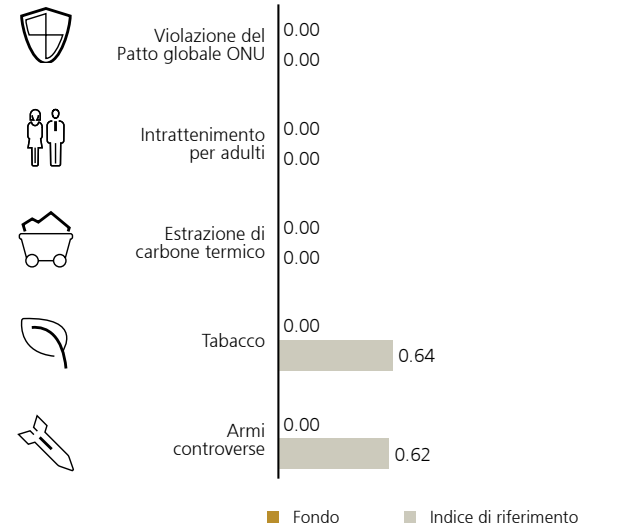 Violazione del
Patto globale ONU
0.00
0.00
Intrattenimento
per adulti
0.00
0.00
Estrazione di
carbone termico
0.00
0.00
Tabacco
0.00
0.64
Armi
controverse
0.00
0.62
Fondo
Indice di riferimento